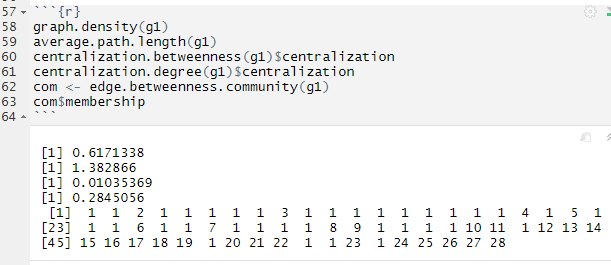 57 ```{r}
58 graph.density(g1)
59 average.path.length(g1)
60 centralization.betweenness(g1)$centralization
61 centralization.degree(g1)$centralization
62 com <- edge.betweenness.community(g1)
63 com$membership
64 ```
[1] 0.6171338
[1] 1.382866
[1] 0.01035369
[1] 0.2845056
[1] 1 1 2 1 1 1 1 1 3 1 1 1 1 1 1 1 1 1 4 1 5 1
[23] 1 1 6 1 1 7 1 1 1 1 8 9 1 1 1 1 10 11 1 12 13 14
[45] 15 16 17 18 19 1 20 21 22 1 1 23 1 24 25 26 27 28